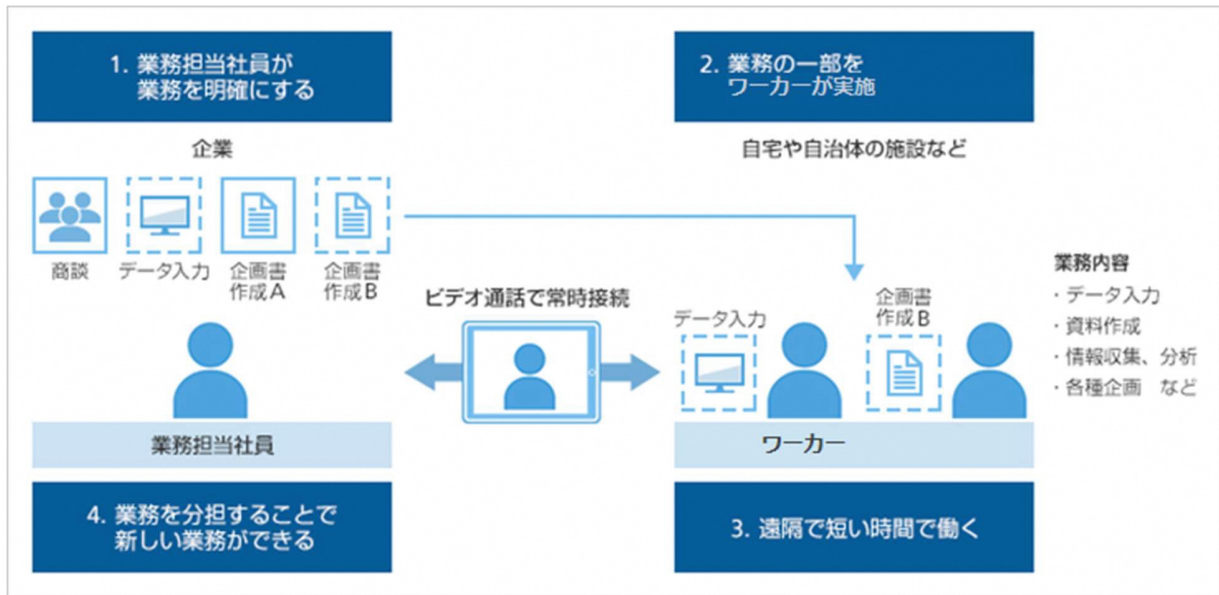 1. 業務担当社員が
業務を明確にする
2. 業務の一部を
ワーカーが実施
企業
自宅や自治体の施設など
商談
データ入力
企画書
作成A
企画書
作成B
ビデオ通話で常時接続
データ入力
企画書
作成B
業務内容
・データ入力
・資料作成
・情報収集、分析
・各種企画 など
業務担当社員
ワーカー
4. 業務を分担することで
新しい業務ができる
3. 遠隔で短い時間で働く